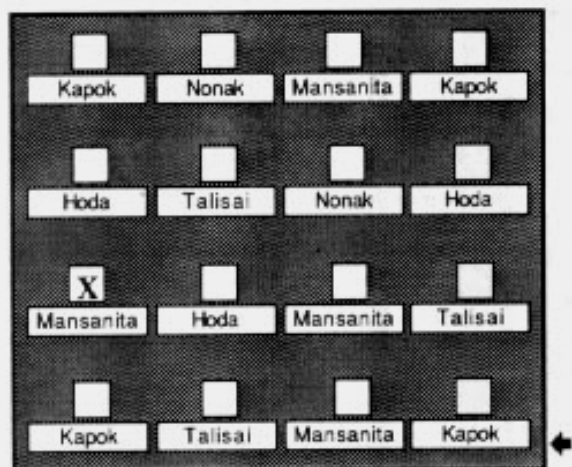 Kapok Nonak Mansanita Kapok
Hoda Talisai Nonak Hoda
X
Mansanita Hoda Mansanita Talisai
Kapok Talisai Mansanita Kapok